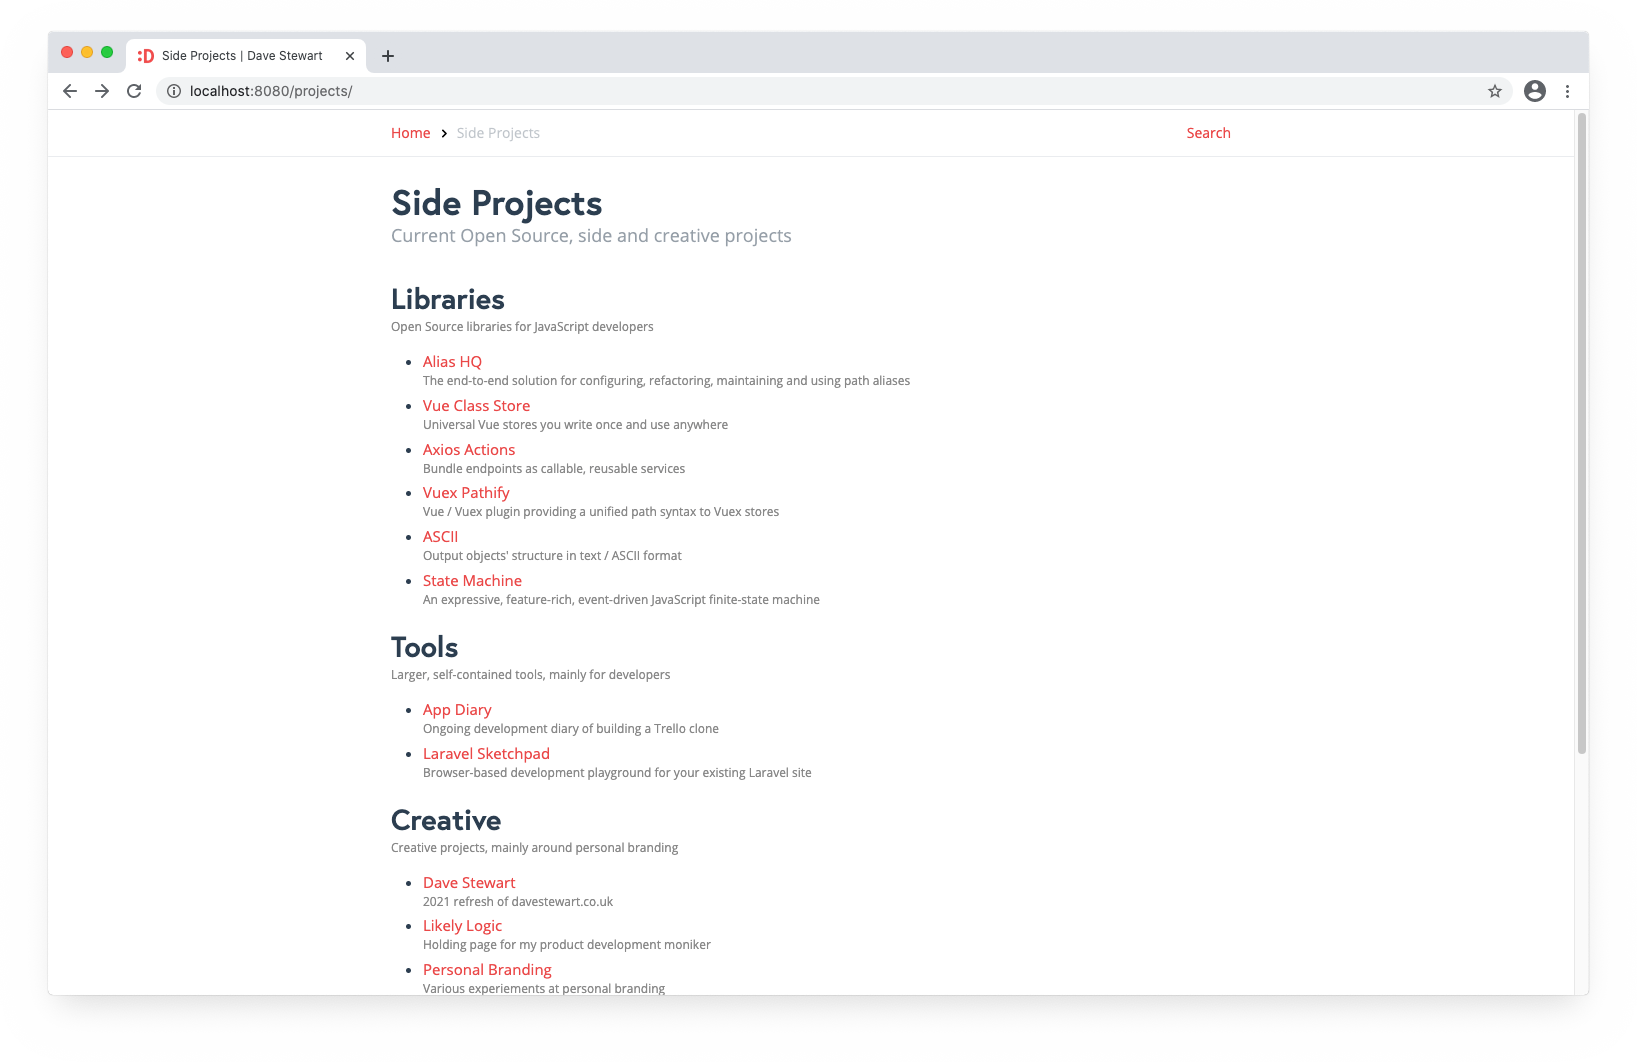 :D Side Projects | Dave Stewart
localhost:8080/projects/
Home Side Projects Search
Side Projects
Current Open Source, side and creative projects
Libraries
Open Source libraries for JavaScript developers
Alias HQ
The end-to-end solution for configuring, refactoring, maintaining and using path aliases
Vue Class Store
Universal Vue stores you write once and use anywhere
Axios Actions
Bundle endpoints as callable, reusable services
Vuex Pathify
Vue / Vuex plugin providing a unified path syntax to Vuex stores
ASCII
Output objects' structure in text / ASCII format
State Machine
An expressive, feature-rich, event-driven JavaScript finite-state machine
Tools
Larger, self-contained tools, mainly for developers
App Diary
Ongoing development diary of building a Trello clone
Laravel Sketchpad
Browser-based development playground for your existing Laravel site
Creative
Creative projects, mainly around personal branding
Dave Stewart
2021 refresh of davestewart.co.uk
Likely Logic
Holding page for my product development moniker
Personal Branding
Various experiements at personal branding